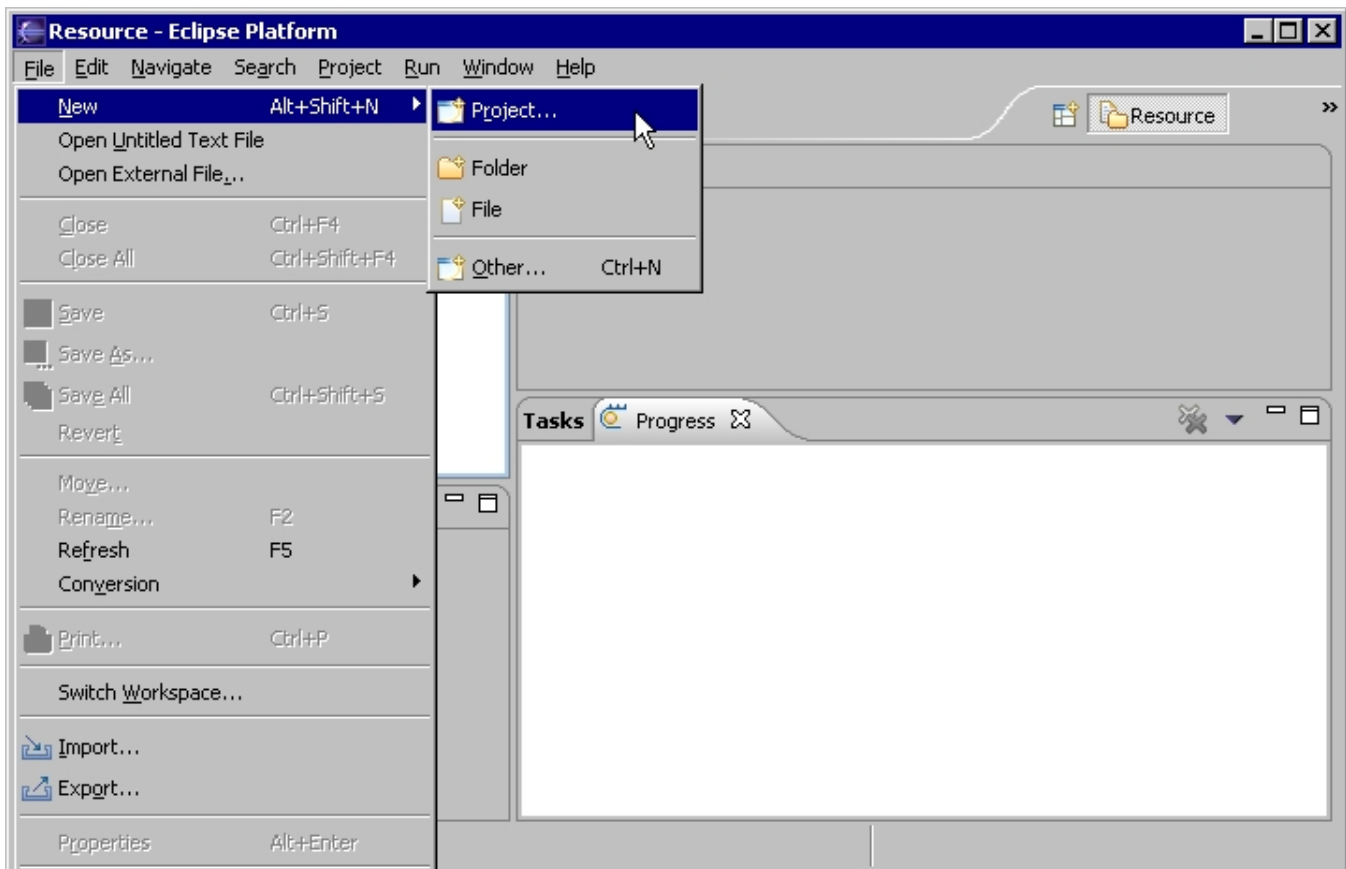 Resource - Eclipse Platform
File Edit Navigate Search Project Run Window Help
New Alt+Shift+N
Open Untitled Text File
Open External File...
Close Ctrl+F4
Close All Ctrl+Shift+F4
Save Ctrl+S
Save As...
Save All Ctrl+Shift+S
Revert
Move...
Rename... F2
Refresh F5
Conversion
Print... Ctrl+P
Switch Workspace...
Import...
Export...
Properties Alt+Enter
Project...
Folder
File
Other... Ctrl+N
Resource
»
Tasks Progress